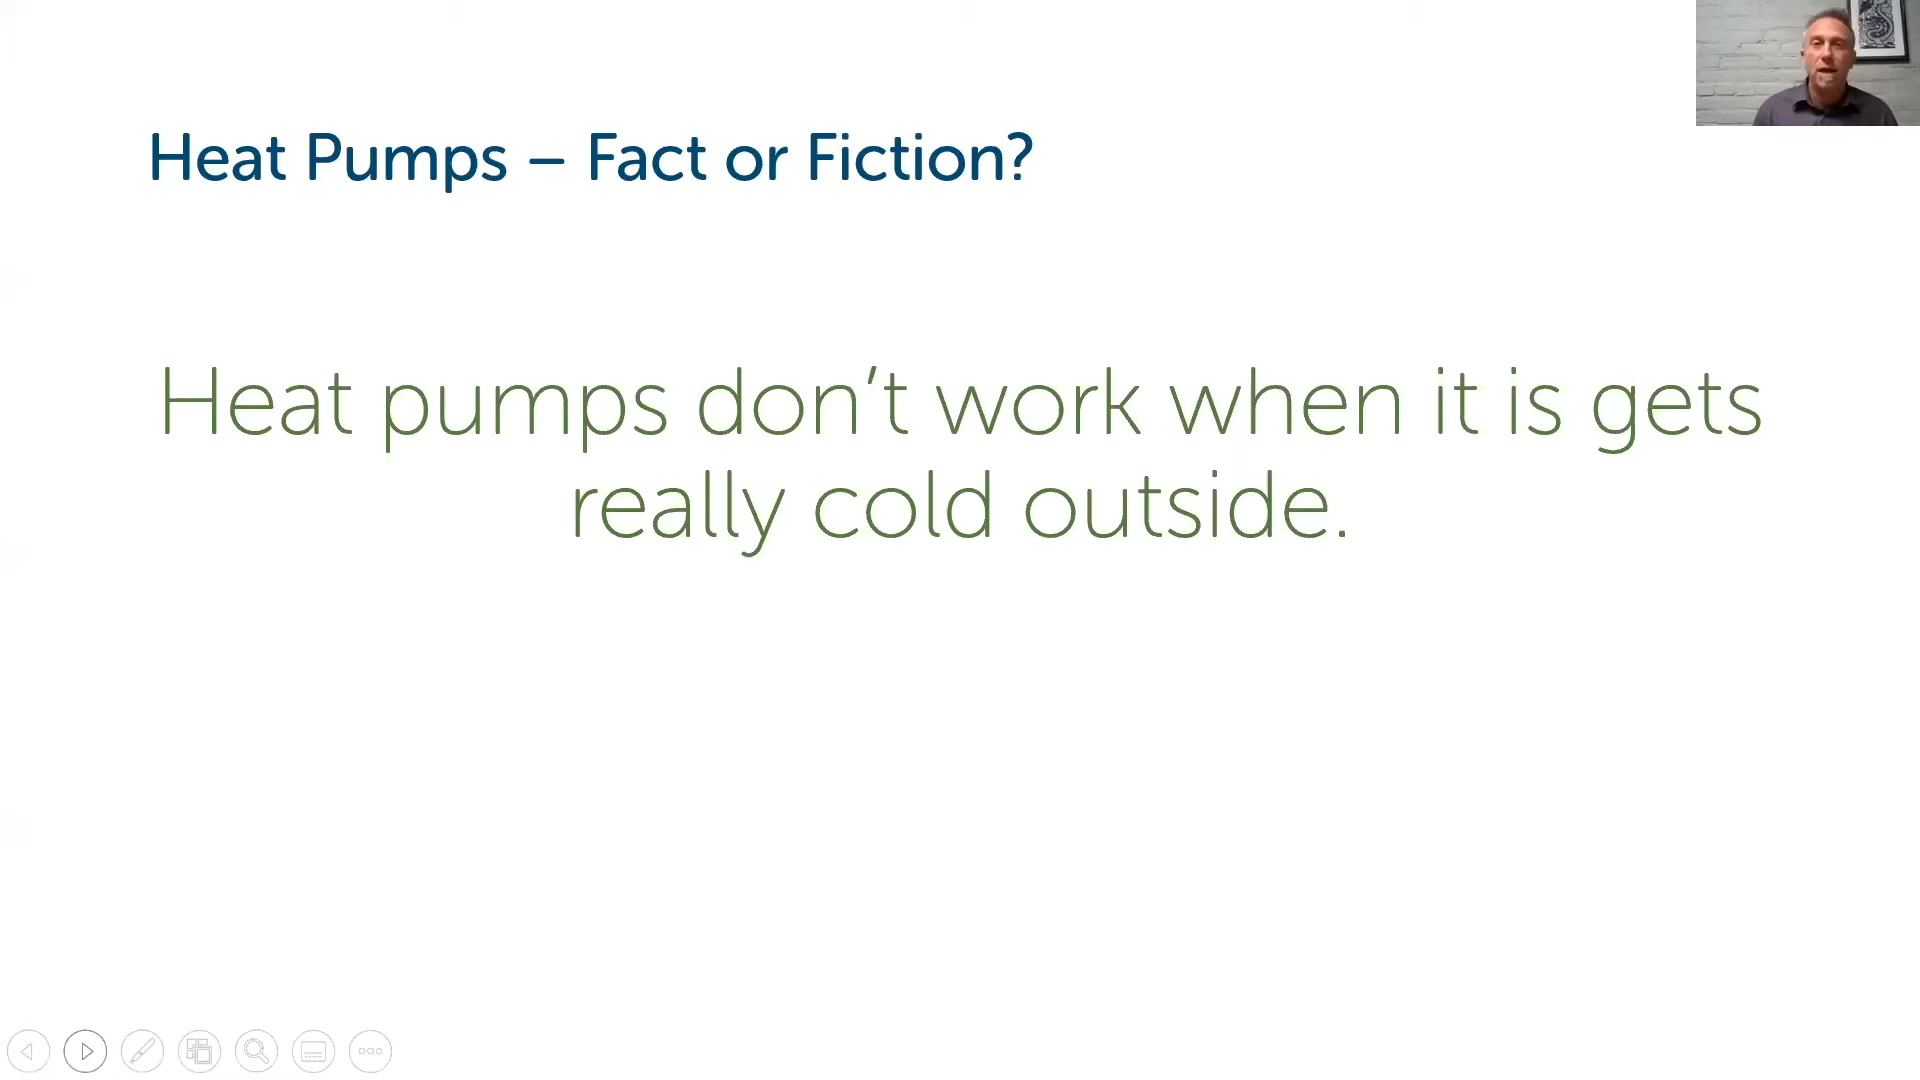 Heat Pumps – Fact or Fiction?
Heat pumps don’t work when it is gets
really cold outside.